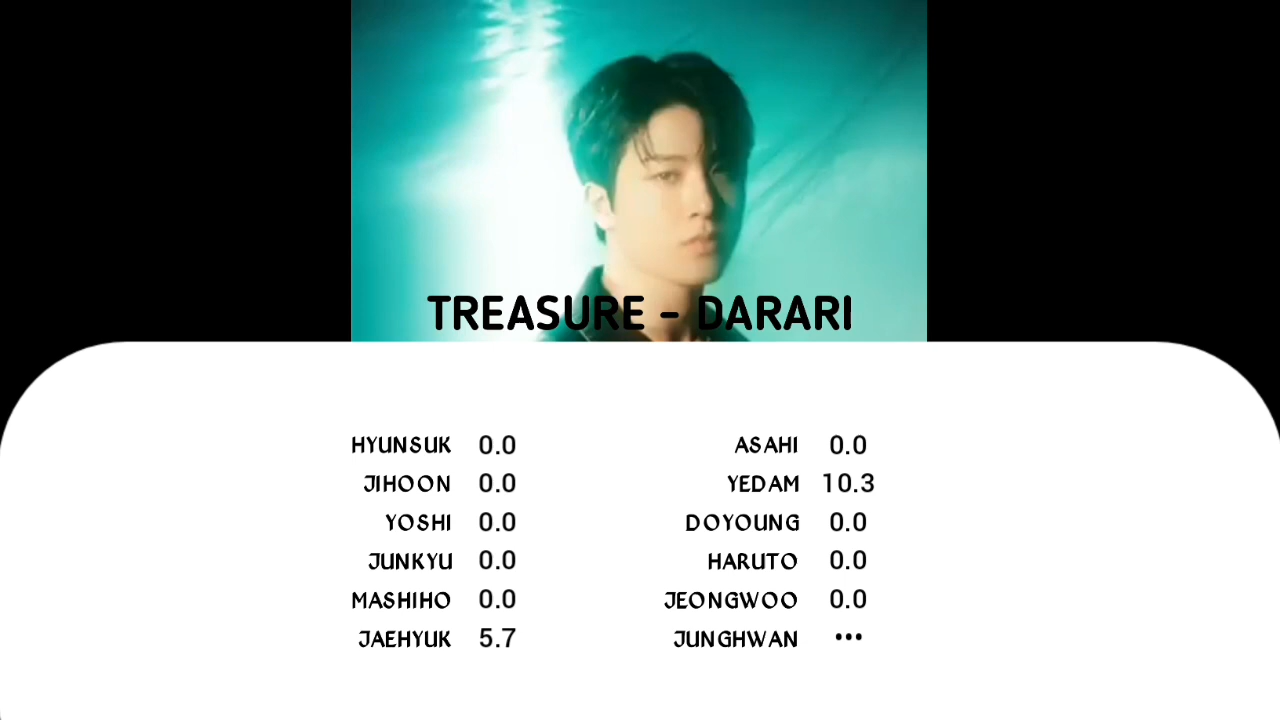 TREASURE - DARARI
HYUNSUK 0.0
JIHOON 0.0
YOSHI 0.0
JUNKYU 0.0
MASHIHO 0.0
JAEHYUK 5.7
ASAHI 0.0
YEDAM 10.3
DOYOUNG 0.0
HARUTO 0.0
JEONGWOO 0.0
JUNGHWAN •••